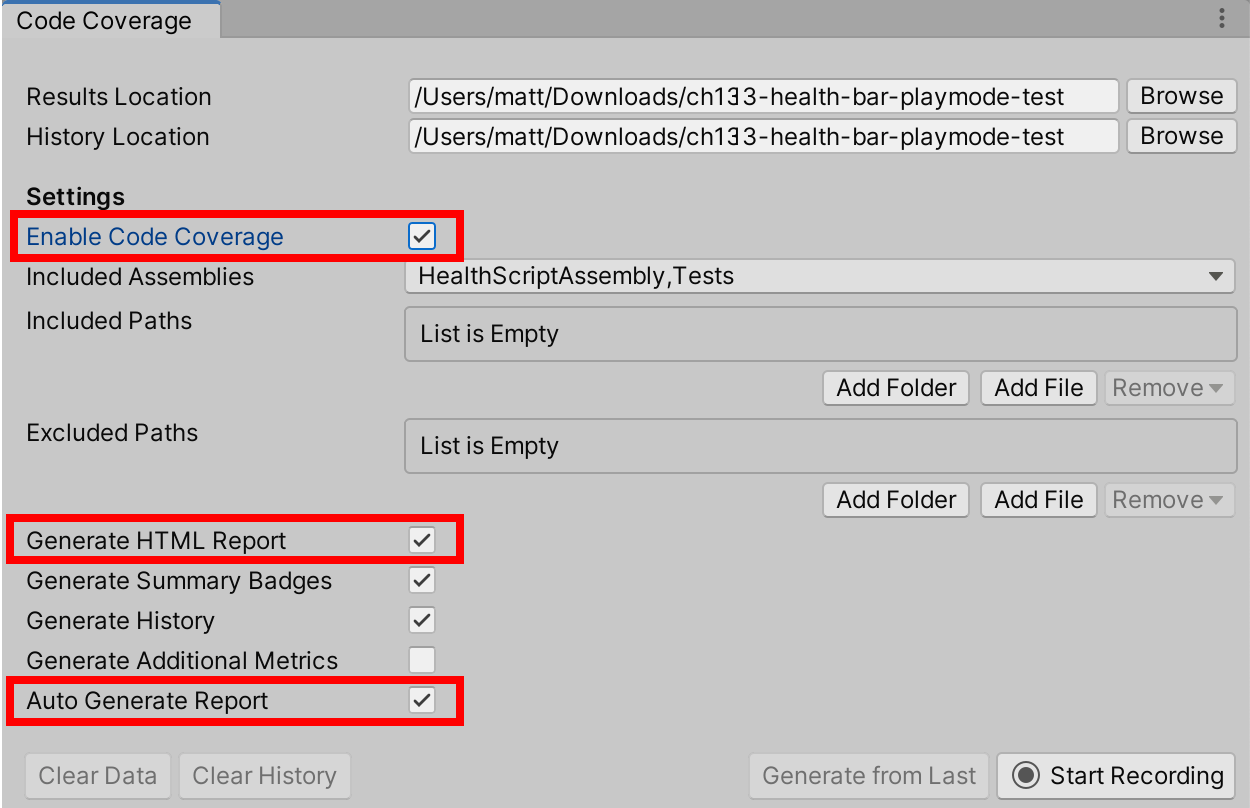 Code Coverage
Results Location /Users/matt/Downloads/ch133-health-bar-playmode-test Browse
History Location /Users/matt/Downloads/ch133-health-bar-playmode-test Browse
Settings
Enable Code Coverage
Included Assemblies HealthScriptAssembly,Tests
Included Paths List is Empty
Add Folder Add File Remove
Excluded Paths List is Empty
Add Folder Add File Remove
Generate HTML Report
Generate Summary Badges
Generate History
Generate Additional Metrics
Auto Generate Report
Clear Data Clear History Generate from Last Start Recording